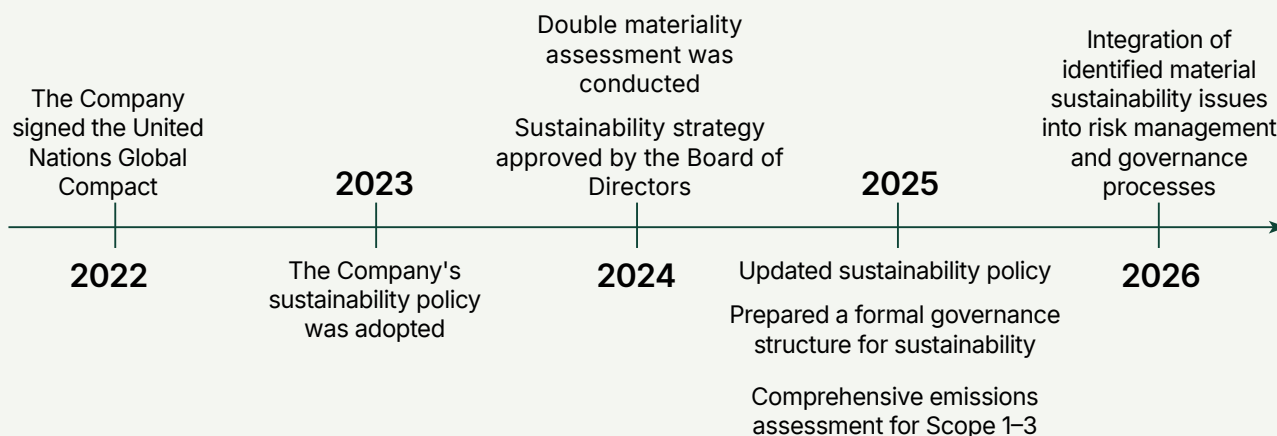 The Company
signed the United
Nations Global
Compact
2022
2023
The Company's
sustainability policy
was adopted
Double materiality
assessment was
conducted
Sustainability strategy
approved by the Board of
Directors
2024
2025
Updated sustainability policy
Prepared a formal governance
structure for sustainability
Comprehensive emissions
assessment for Scope 1–3
Integration of
identified material
sustainability issues
into risk management
and governance
processes
2026